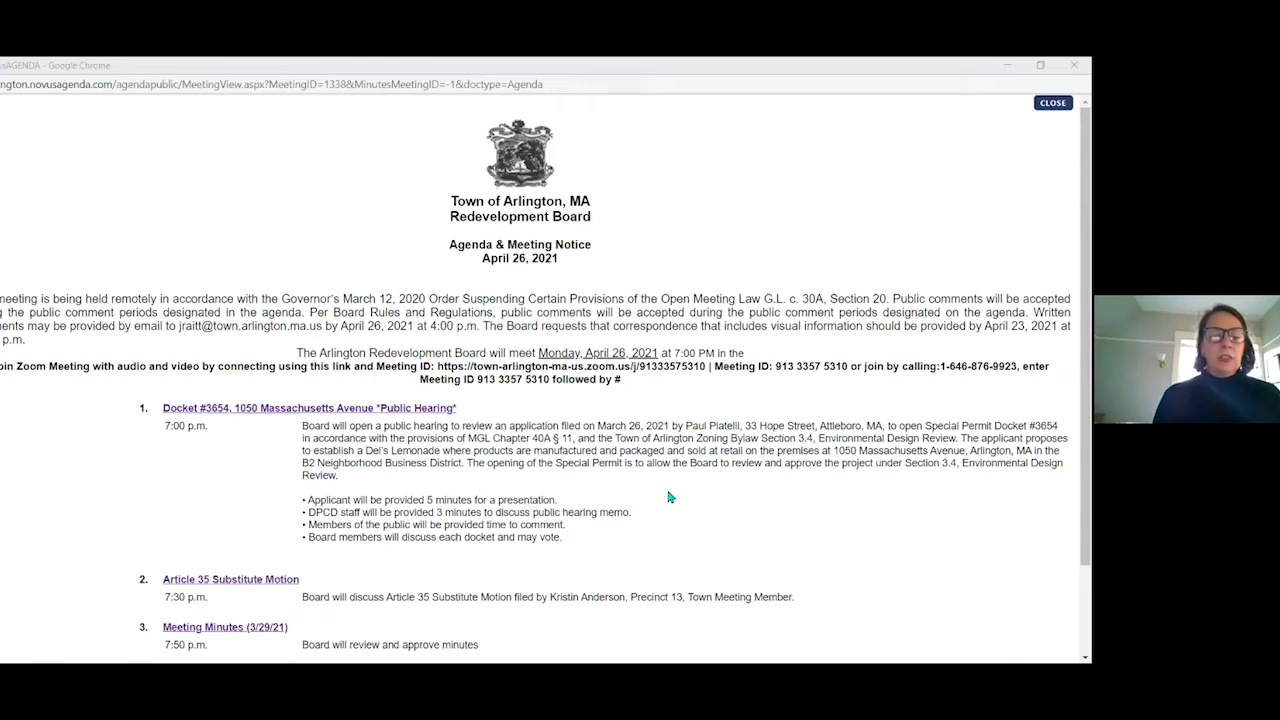 usAGENDA - Google Chrome
ngton.novusagenda.com/agendapublic/MeetingView.aspx?MeetingID=1338&MinutesMeetingID=-1&doctype=Agenda
CLOSE
Town of Arlington, MA
Redevelopment Board
Agenda & Meeting Notice
April 26, 2021
meeting is being held remotely in accordance with the Governor's March 12, 2020 Order Suspending Certain Provisions of the Open Meeting Law G.L. c. 30A, Section 20. Public comments will be accepted
g the public comment periods designated in the agenda. Per Board Rules and Regulations, public comments will be accepted during the public comment periods designated on the agenda. Written
ents may be provided by email to jraitt@town.arlington.ma.us by April 26, 2021 at 4:00 p.m. The Board requests that correspondence that includes visual information should be provided by April 23, 2021 at
p.m.
The Arlington Redevelopment Board will meet Monday, April 26, 2021 at 7:00 PM in the
oin Zoom Meeting with audio and video by connecting using this link and Meeting ID: https://town-arlington-ma-us.zoom.us/j/91333575310 | Meeting ID: 913 3357 5310 or join by calling:1-646-876-9923, enter
Meeting ID 913 3357 5310 followed by #
1. Docket #3654, 1050 Massachusetts Avenue *Public Hearing*
7:00 p.m. Board will open a public hearing to review an application filed on March 26, 2021 by Paul Piatelli, 33 Hope Street, Attleboro, MA, to open Special Permit Docket #3654
in accordance with the provisions of MGL Chapter 40A § 11, and the Town of Arlington Zoning Bylaw Section 3.4, Environmental Design Review. The applicant proposes
to establish a Del's Lemonade where products are manufactured and packaged and sold at retail on the premises at 1050 Massachusetts Avenue, Arlington, MA in the
B2 Neighborhood Business District. The opening of the Special Permit is to allow the Board to review and approve the project under Section 3.4, Environmental Design
Review.
• Applicant will be provided 5 minutes for a presentation.
• DPCD staff will be provided 3 minutes to discuss public hearing memo.
• Members of the public will be provided time to comment.
• Board members will discuss each docket and may vote.
2. Article 35 Substitute Motion
7:30 p.m. Board will discuss Article 35 Substitute Motion filed by Kristin Anderson, Precinct 13, Town Meeting Member.
3. Meeting Minutes (3/29/21)
7:50 p.m. Board will review and approve minutes